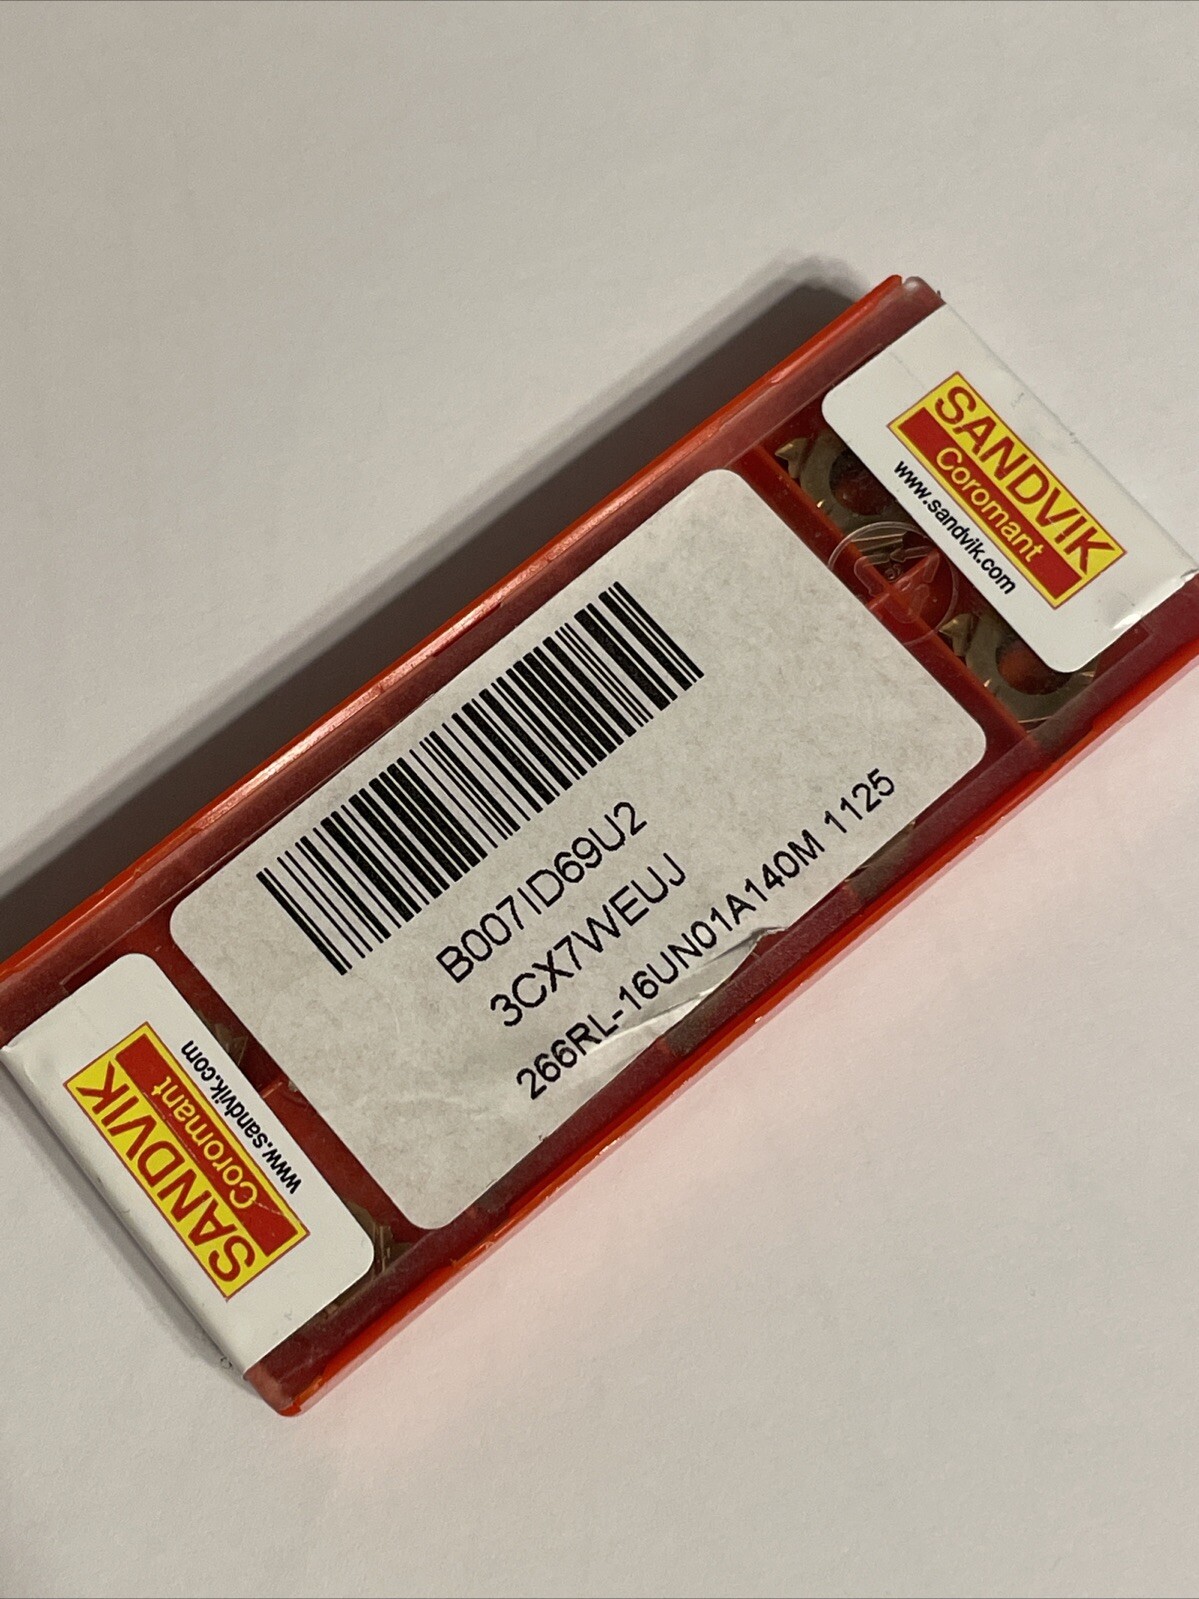 SANDVIK
Coromant
www.sandvik.com
B007ID69U2
3CX7WEUJ
266RL-16UN01A140M 1125
SANDVIK
Coromant
www.sandvik.com